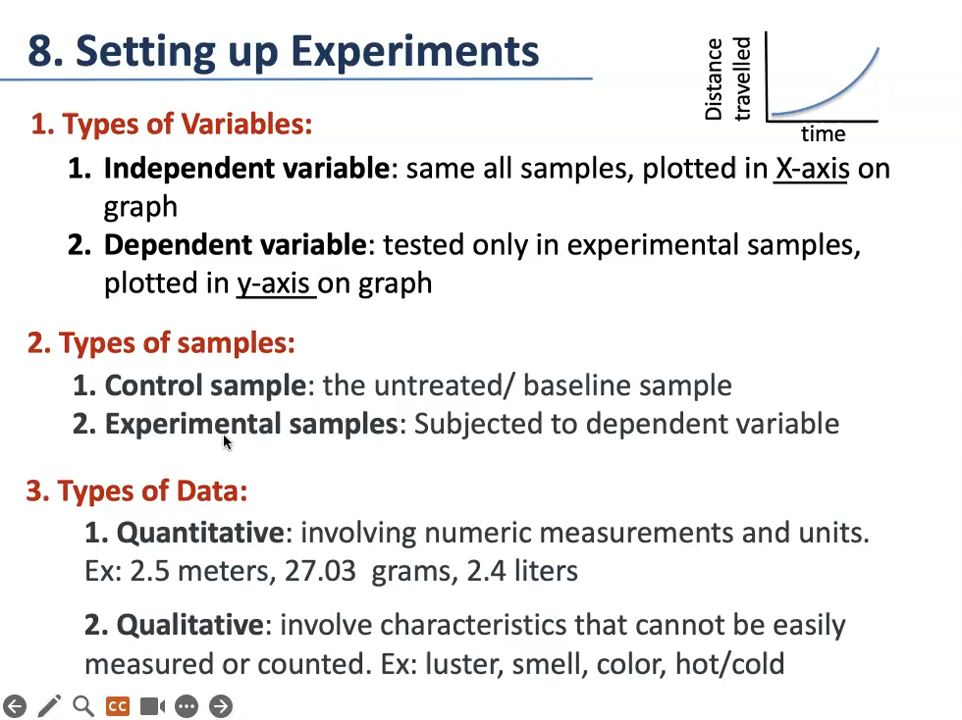 8. Setting up Experiments
Distance
travelled
time
1. Types of Variables:
1. Independent variable: same all samples, plotted in X-axis on
graph
2. Dependent variable: tested only in experimental samples,
plotted in y-axis on graph
2. Types of samples:
1. Control sample: the untreated/ baseline sample
2. Experimental samples: Subjected to dependent variable
3. Types of Data:
1. Quantitative: involving numeric measurements and units.
Ex: 2.5 meters, 27.03 grams, 2.4 liters
2. Qualitative: involve characteristics that cannot be easily
measured or counted. Ex: luster, smell, color, hot/cold
CC